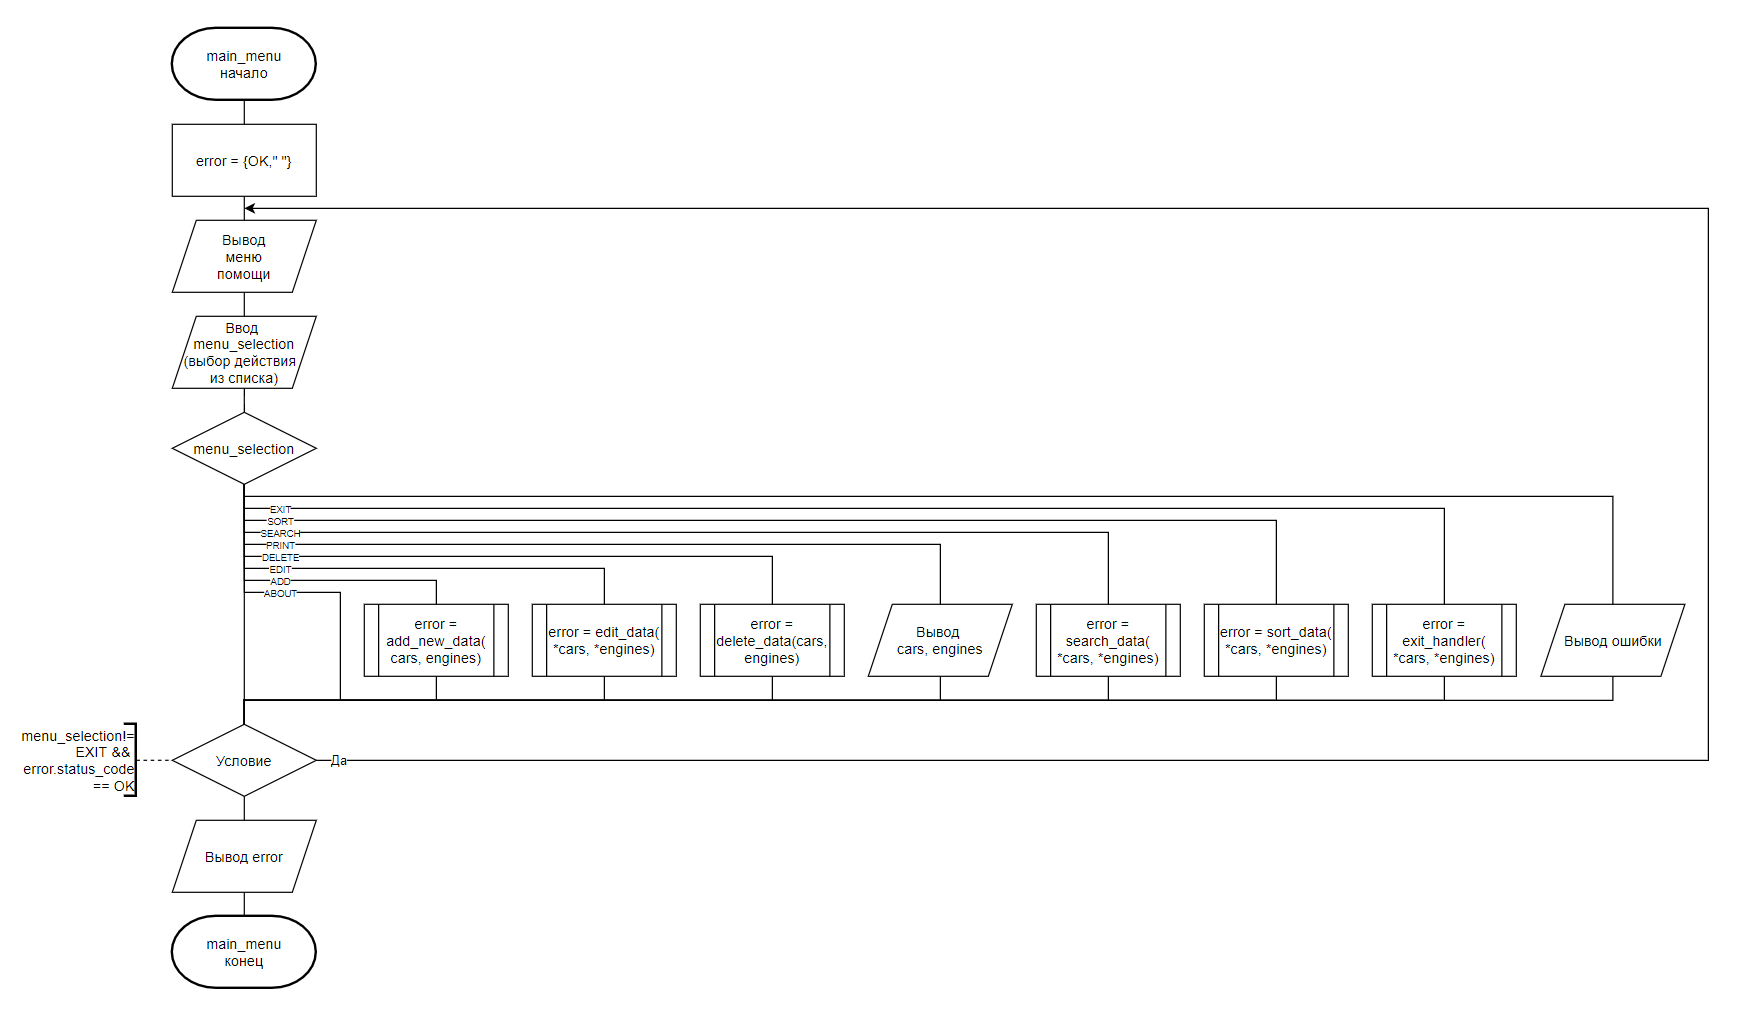 main_menu
начало
error = {OK," "}
Вывод
меню
помощи
Ввод
menu_selection
(выбор действия
из списка)
menu_selection
EXIT
SORT
SEARCH
PRINT
DELETE
EDIT
ADD
ABOUT
error =
add_new_data(
cars, engines)
error = edit_data(
*cars, *engines)
error =
delete_data(cars,
engines)
Вывод
cars, engines
error =
search_data(
*cars, *engines)
error = sort_data(
*cars, *engines)
error =
exit_handler(
*cars, *engines)
Вывод ошибки
menu_selection!=
EXIT &&
error.status_code
== OK
Условие
Да
Вывод error
main_menu
конец